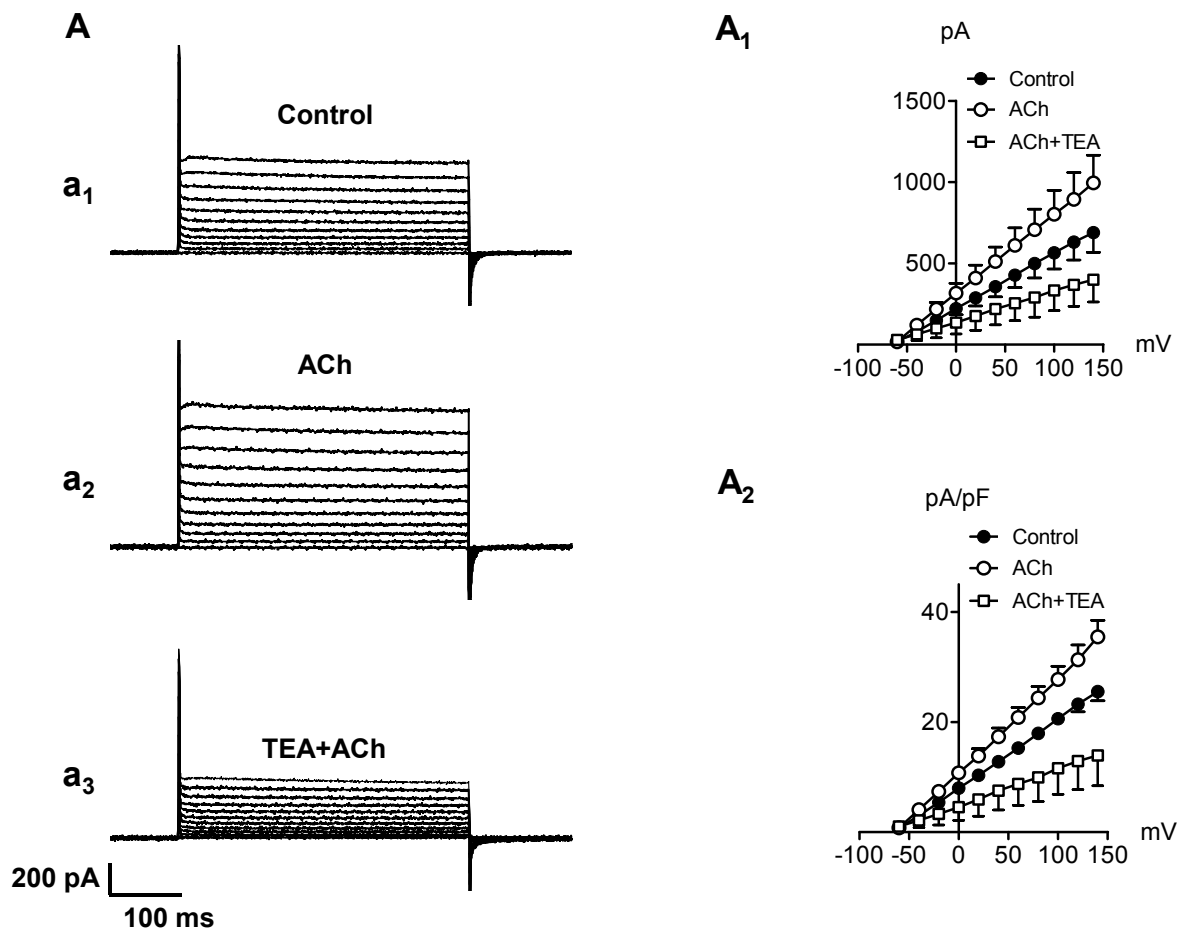 A
Control
a1
ACh
a2
TEA+ACh
a3
200 pA
100 ms
A1
pA
Control
ACh
ACh+TEA
1500
1000
500
mV
-100 -50 0 50 100 150
A2
pA/pF
Control
ACh
ACh+TEA
40
20
mV
-100 -50 0 50 100 150